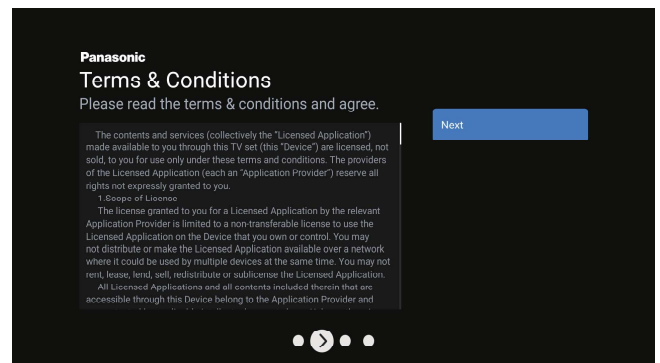 Panasonic
Terms & Conditions
Please read the terms & conditions and agree.
Next
The contents and services (collectively the "Licensed Application")
made available to you through this TV set (this "Device") are licensed, not
sold, to you for use only under these terms and conditions. The providers
of the Licensed Application (each an "Application Provider") reserve all
rights not expressly granted to you.
1.Scope of Licence
The license granted to you for a Licensed Application by the relevant
Application Provider is limited to a non-transferable license to use the
Licensed Application on the Device that you own or control. You may
not distribute or make the Licensed Application available over a network
where it could be used by multiple devices at the same time. You may not
rent, lease, lend, sell, redistribute or sublicense the Licensed Application.
All Licensed Applications and all contents included therein that are
accessible through this Device belong to the Application Provider and